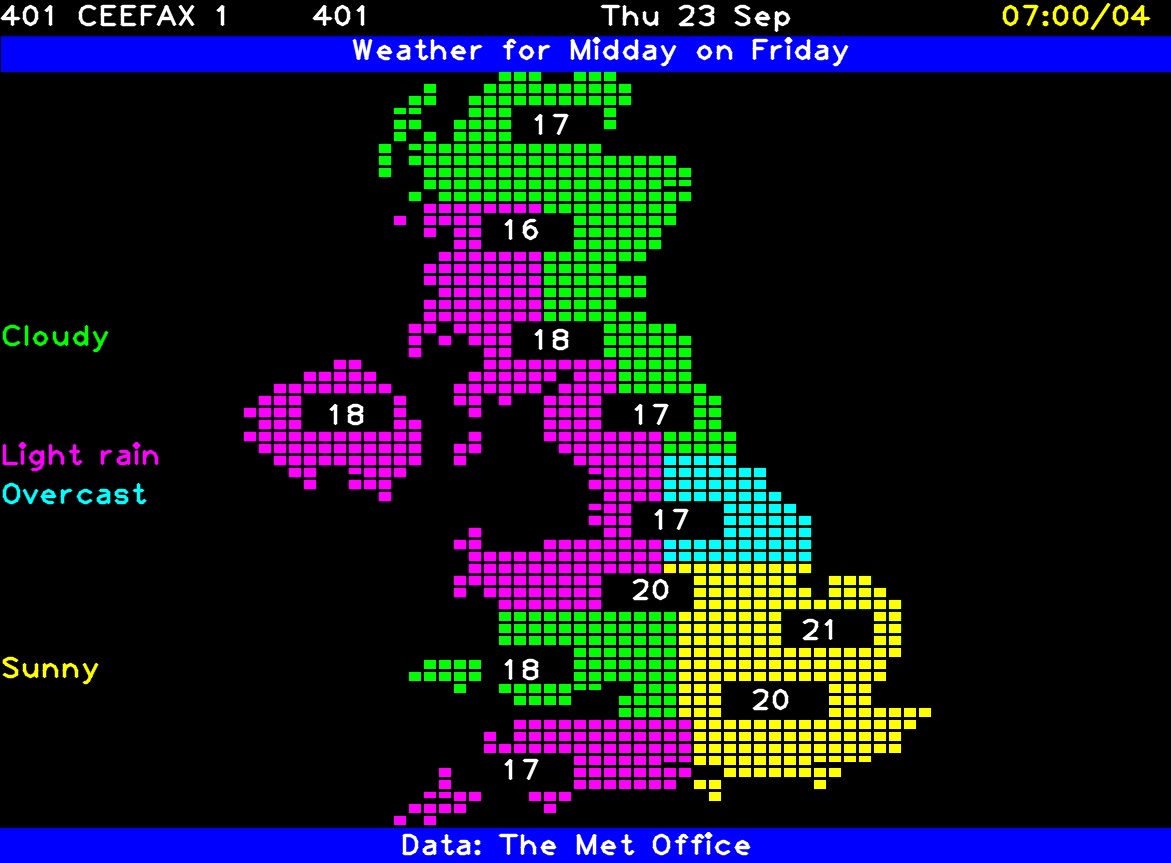 401 CEEFAX 1 401 Thu 23 Sep 07:00/04
Weather for Midday on Friday
17
16
Cloudy
18
18
17
Light rain
Overcast
17
20
21
Sunny
18
20
17
Data: The Met Office